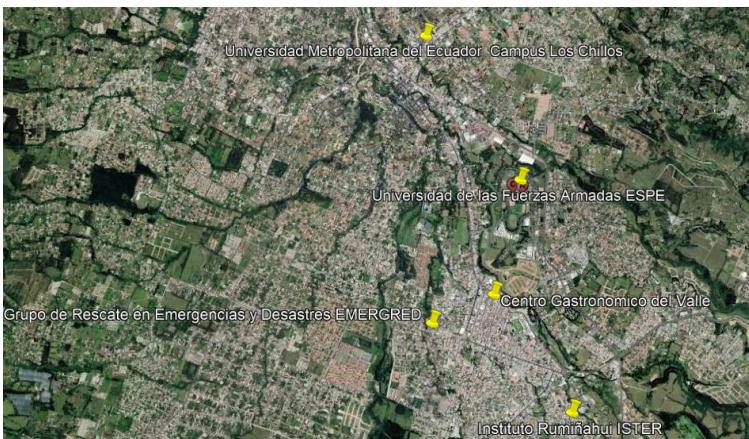 Universidad Metropolitana del Ecuador Campus Los Chillos
Universidad de las Fuerzas Armadas ESPE
Centro Gastronomico del Valle
Grupo de Rescate en Emergencias y Desastres EMERGRED
Instituto Rumiñahui ISTER